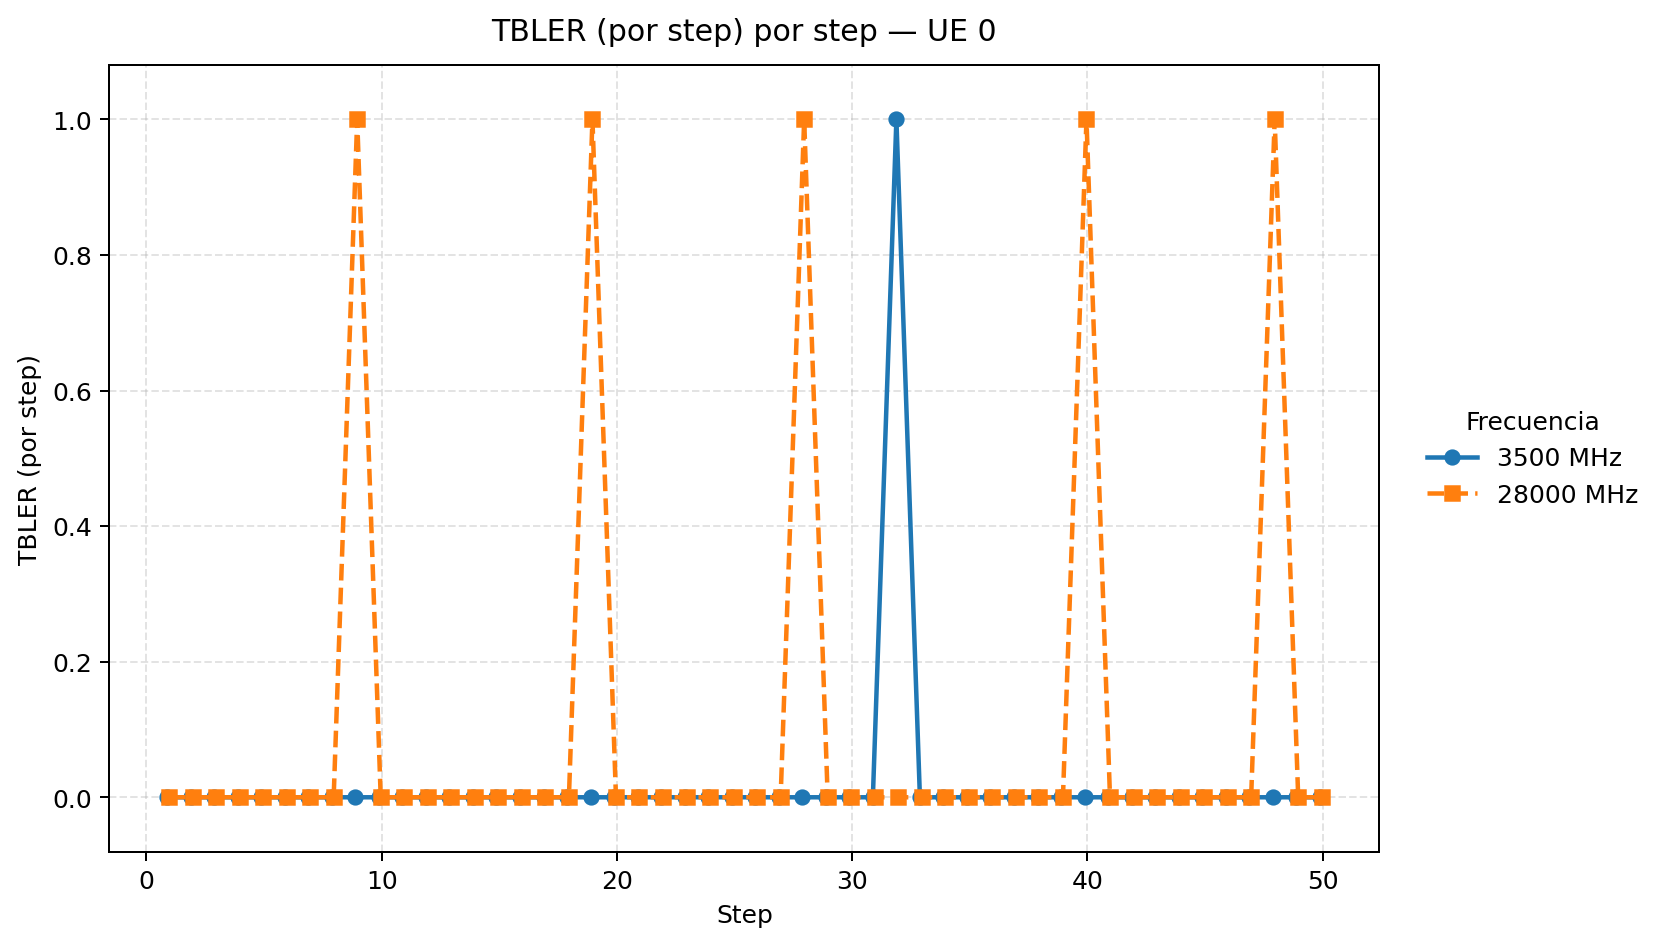 TBLER (por step) por step — UE 0
TBLER (por step)
1.0
0.8
0.6
0.4
0.2
0.0
0 10 20 30 40 50
Step
Frecuencia
3500 MHz
28000 MHz